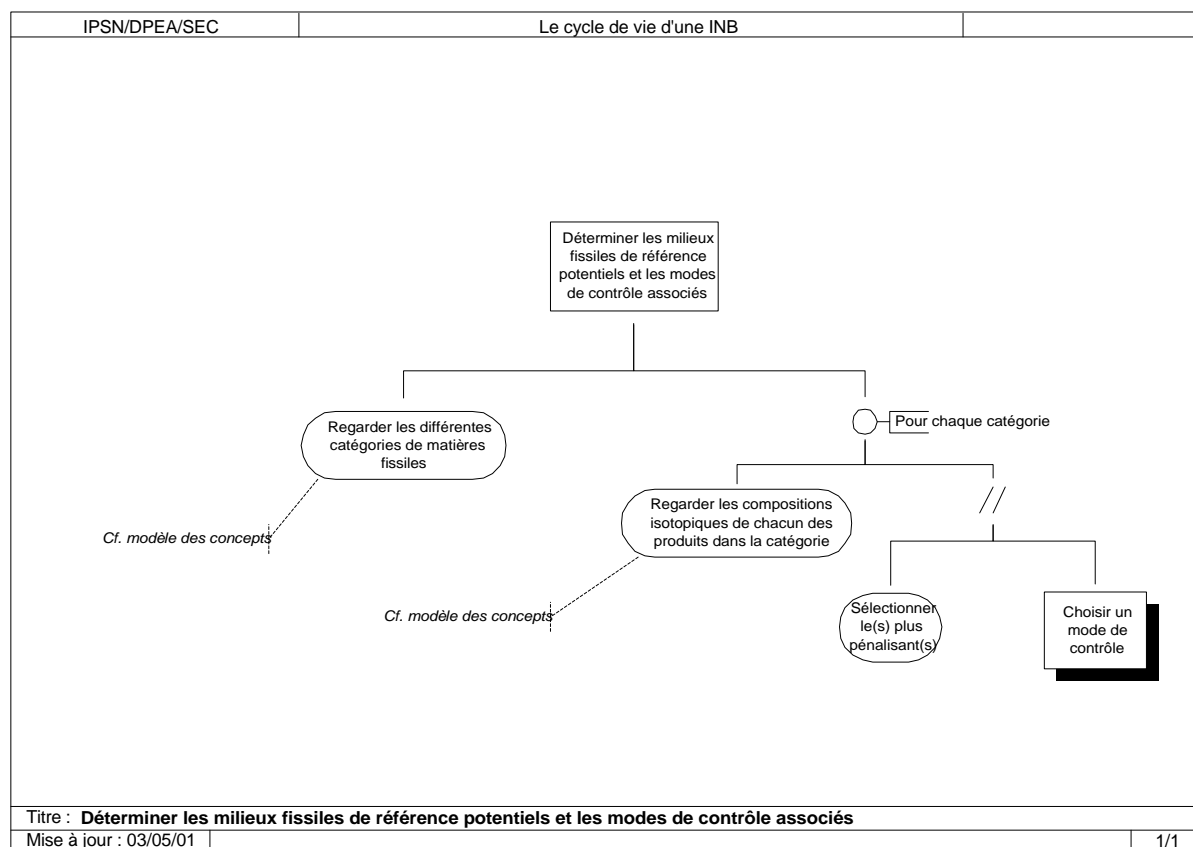 IPSN/DPEA/SEC
Le cycle de vie d'une INB
Déterminer les milieux
fissiles de référence
potentiels et les modes
de contrôle associés
Regarder les différentes
catégories de matières
fissiles
Pour chaque catégorie
Cf. modèle des concepts
Regarder les compositions
isotopiques de chacun des
produits dans la catégorie
//
Cf. modèle des concepts
Sélectionner
le(s) plus
pénalisant(s)
Choisir un
mode de
contrôle
Titre : Déterminer les milieux fissiles de référence potentiels et les modes de contrôle associés
Mise à jour : 03/05/01
1/1